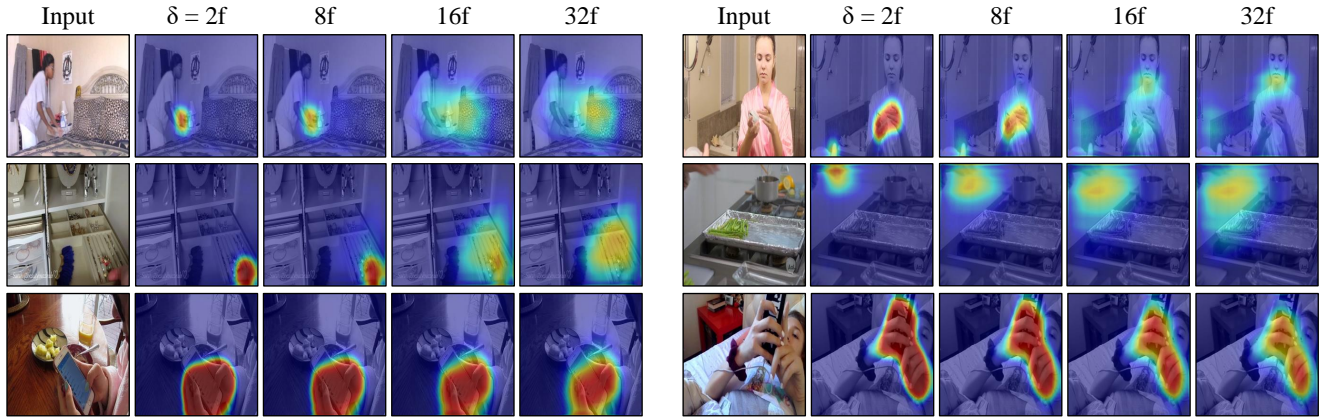 Input δ = 2f 8f 16f 32f Input δ = 2f 8f 16f 32f